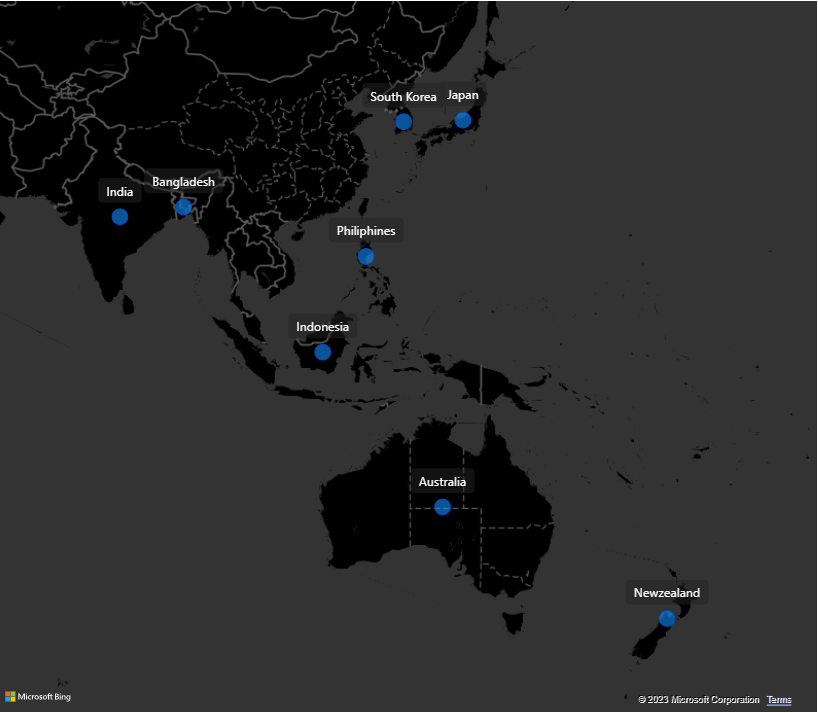 South Korea
Japan
Bangladesh
India
Philiphines
Indonesia
Australia
Newzealand
Microsoft Bing
© 2023 Microsoft Corporation Terms